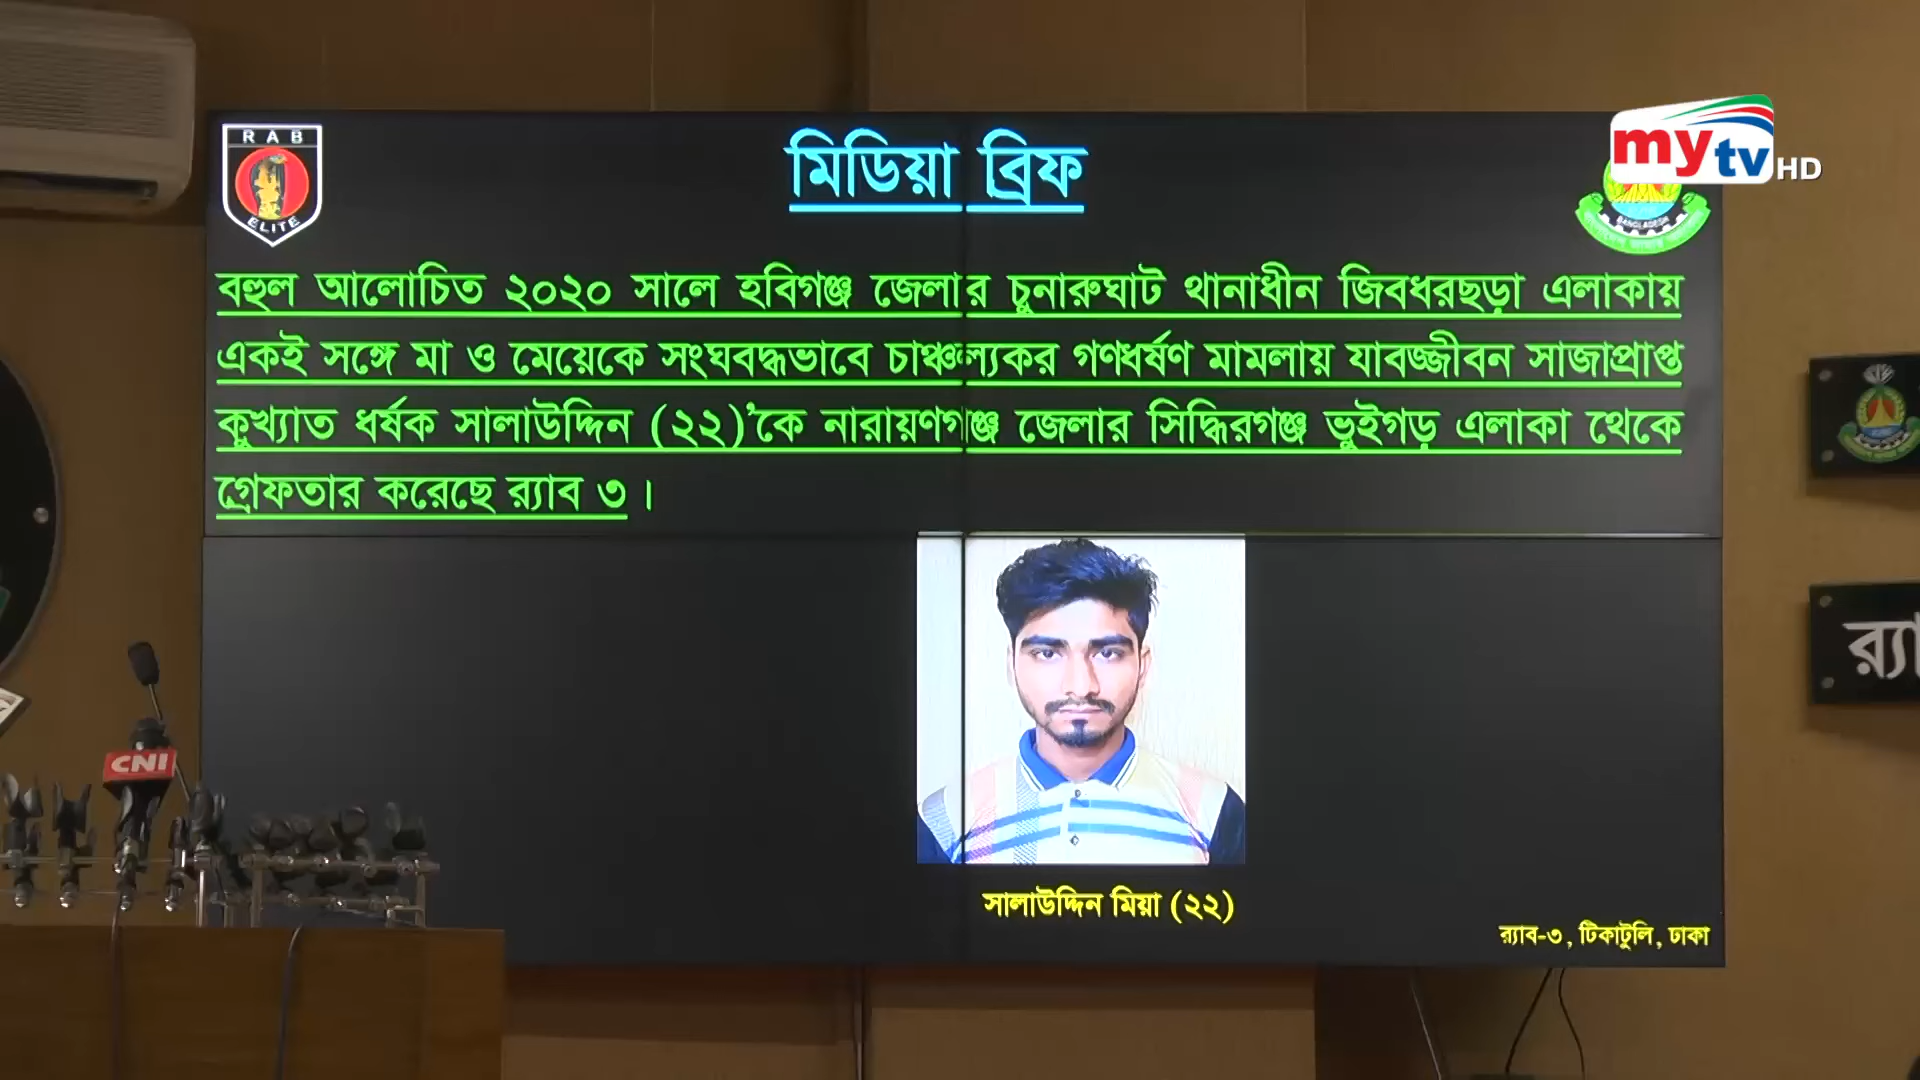 RAB
ELITE
মিডিয়া ব্রিফ
mytv HD
BANGLADESH
বহুল আলোচিত ২০২০ সালে হবিগঞ্জ জেলার চুনারুঘাট থানাধীন জিবধরছড়া এলাকায়
একই সঙ্গে মা ও মেয়েকে সংঘবদ্ধভাবে চাঞ্চল্যকর গণধর্ষণ মামলায় যাবজ্জীবন সাজাপ্রাপ্ত
কুখ্যাত ধর্ষক সালাউদ্দিন (২২)’কে নারায়ণগঞ্জ জেলার সিদ্ধিরগঞ্জ ভুইগড় এলাকা থেকে
গ্রেফতার করেছে র‍্যাব ৩ ।
CNI
সালাউদ্দিন মিয়া (২২)
র‍্যাব-৩, টিকাটুলি, ঢাকা